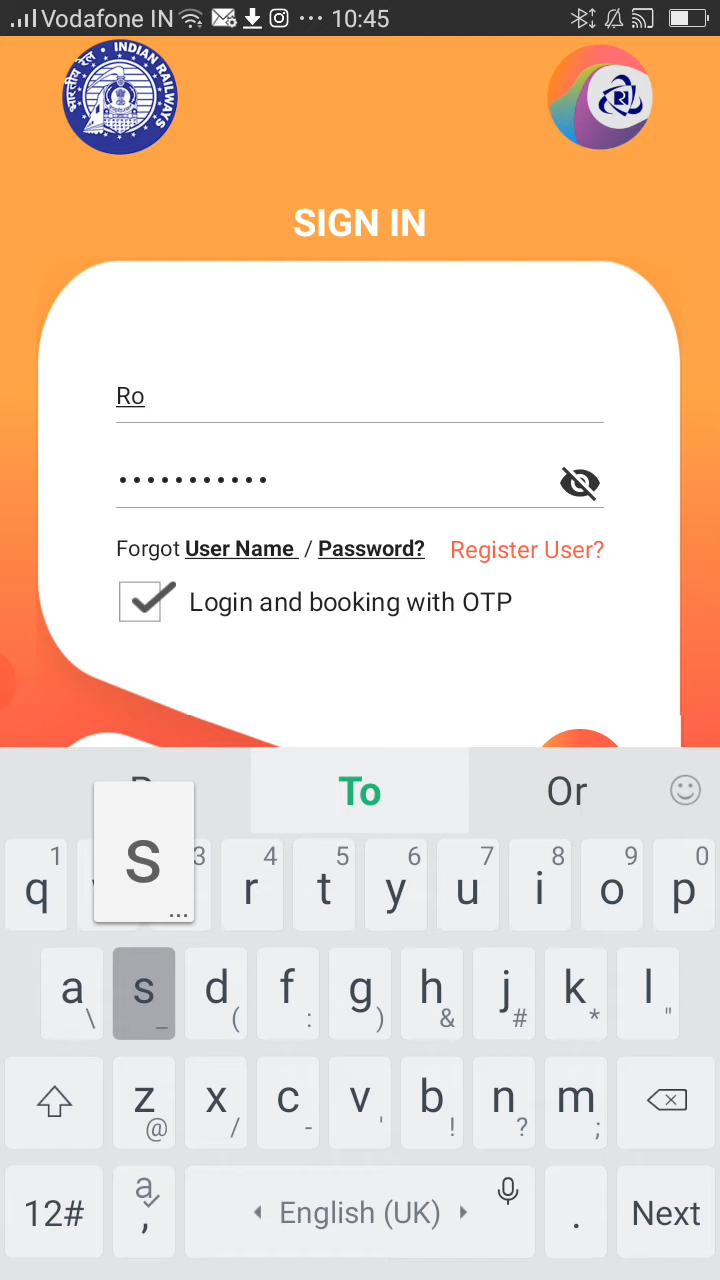 Vodafone IN ··· 10:45
भारतीय रेल • INDIAN RAILWAYS
SIGN IN
Ro
•••••••••••
Forgot User Name / Password? Register User?
Login and booking with OTP
To Or
s
...
1 3 4 5 6 7 8 9 0
q r t y u i o p
a s d f g h j k l
\ _ ( : ) & # * "
z x c v b n m
@ / - ' ! ? ;
12# a , English (UK) . Next